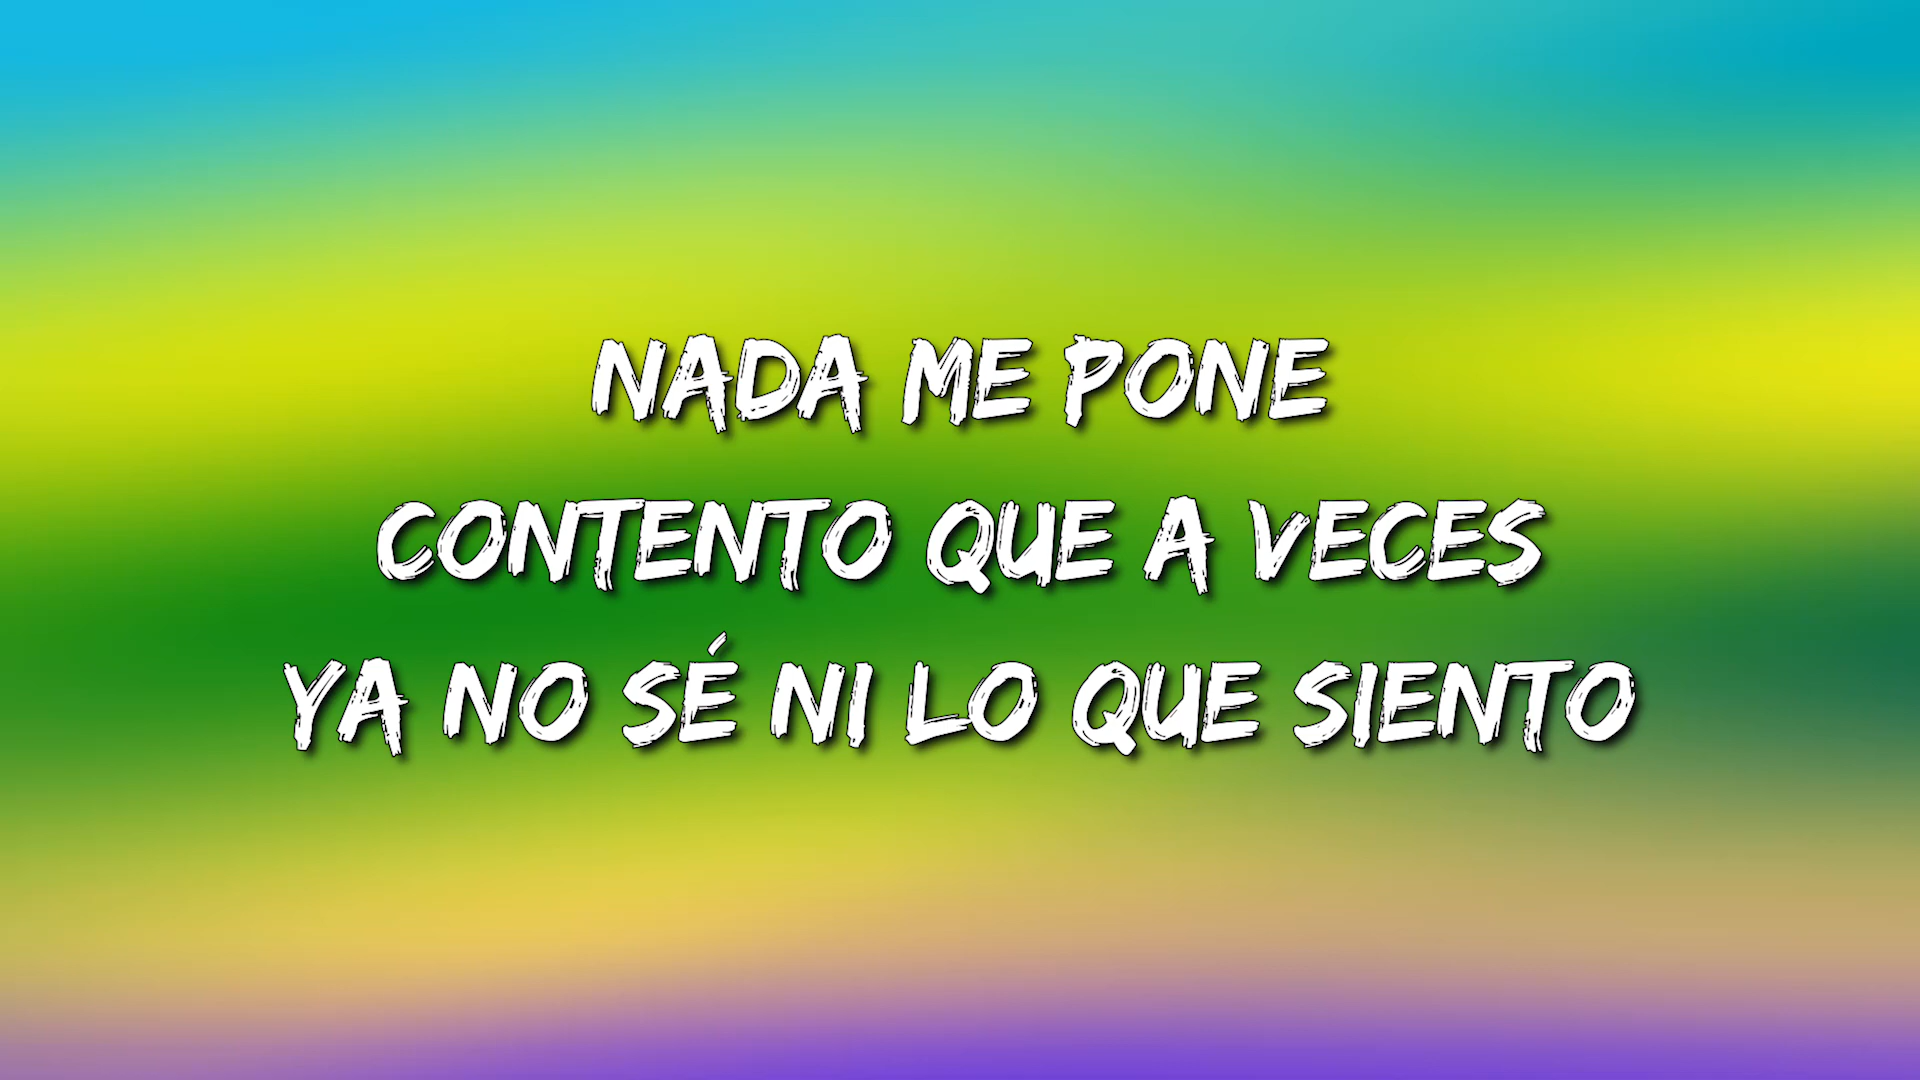 NADA ME PONE
CONTENTO QUE A VECES
YA NO SÉ NI LO QUE SIENTO